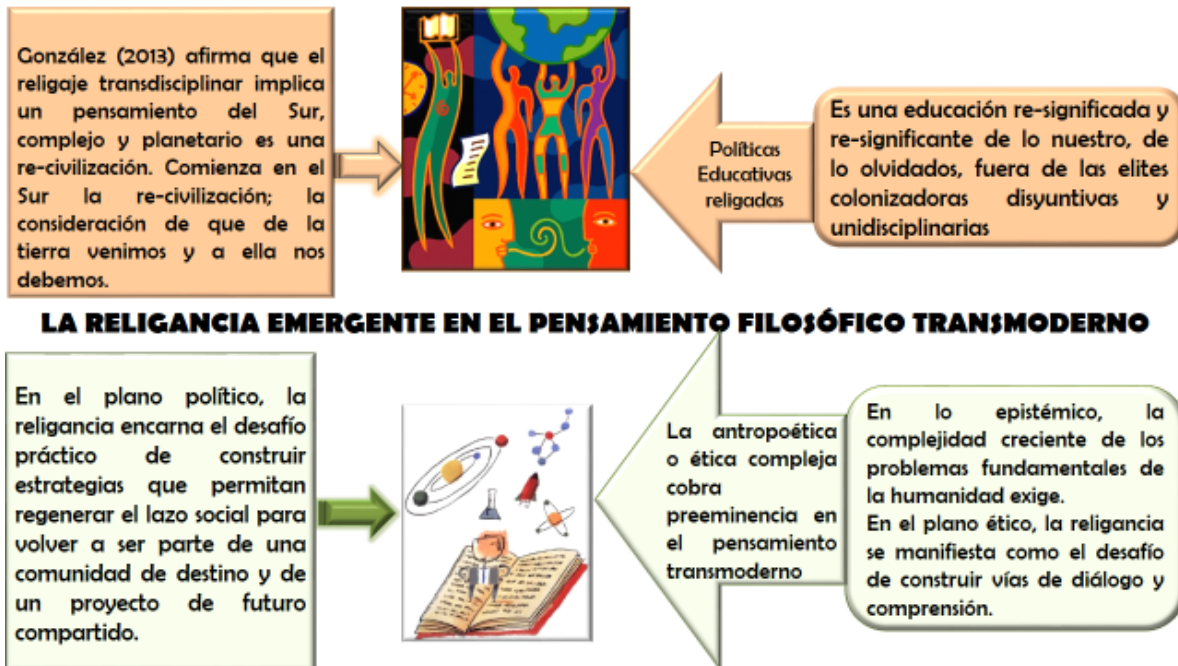 González (2013) afirma que el
religaje transdisciplinar implica
un pensamiento del Sur,
complejo y planetario es una
re-civilización. Comienza en el
Sur la re-civilización; la
consideración de que de la
tierra venimos y a ella nos
debemos.
Políticas
Educativas
religadas
Es una educación re-significada y
re-significante de lo nuestro, de
lo olvidados, fuera de las elites
colonizadoras disyuntivas y
unidisciplinarias
LA RELIGANCIA EMERGENTE EN EL PENSAMIENTO FILOSÓFICO TRANSMODERNO
En el plano político, la
religancia encarna el desafío
práctico de construir
estrategias que permitan
regenerar el lazo social para
volver a ser parte de una
comunidad de destino y de
un proyecto de futuro
compartido.
La antropoética
o ética compleja
cobra
preeminencia en
el pensamiento
transmoderno
En lo epistémico, la
complejidad creciente de los
problemas fundamentales de
la humanidad exige.
En el plano ético, la religancia
se manifiesta como el desafío
de construir vías de diálogo y
comprensión.